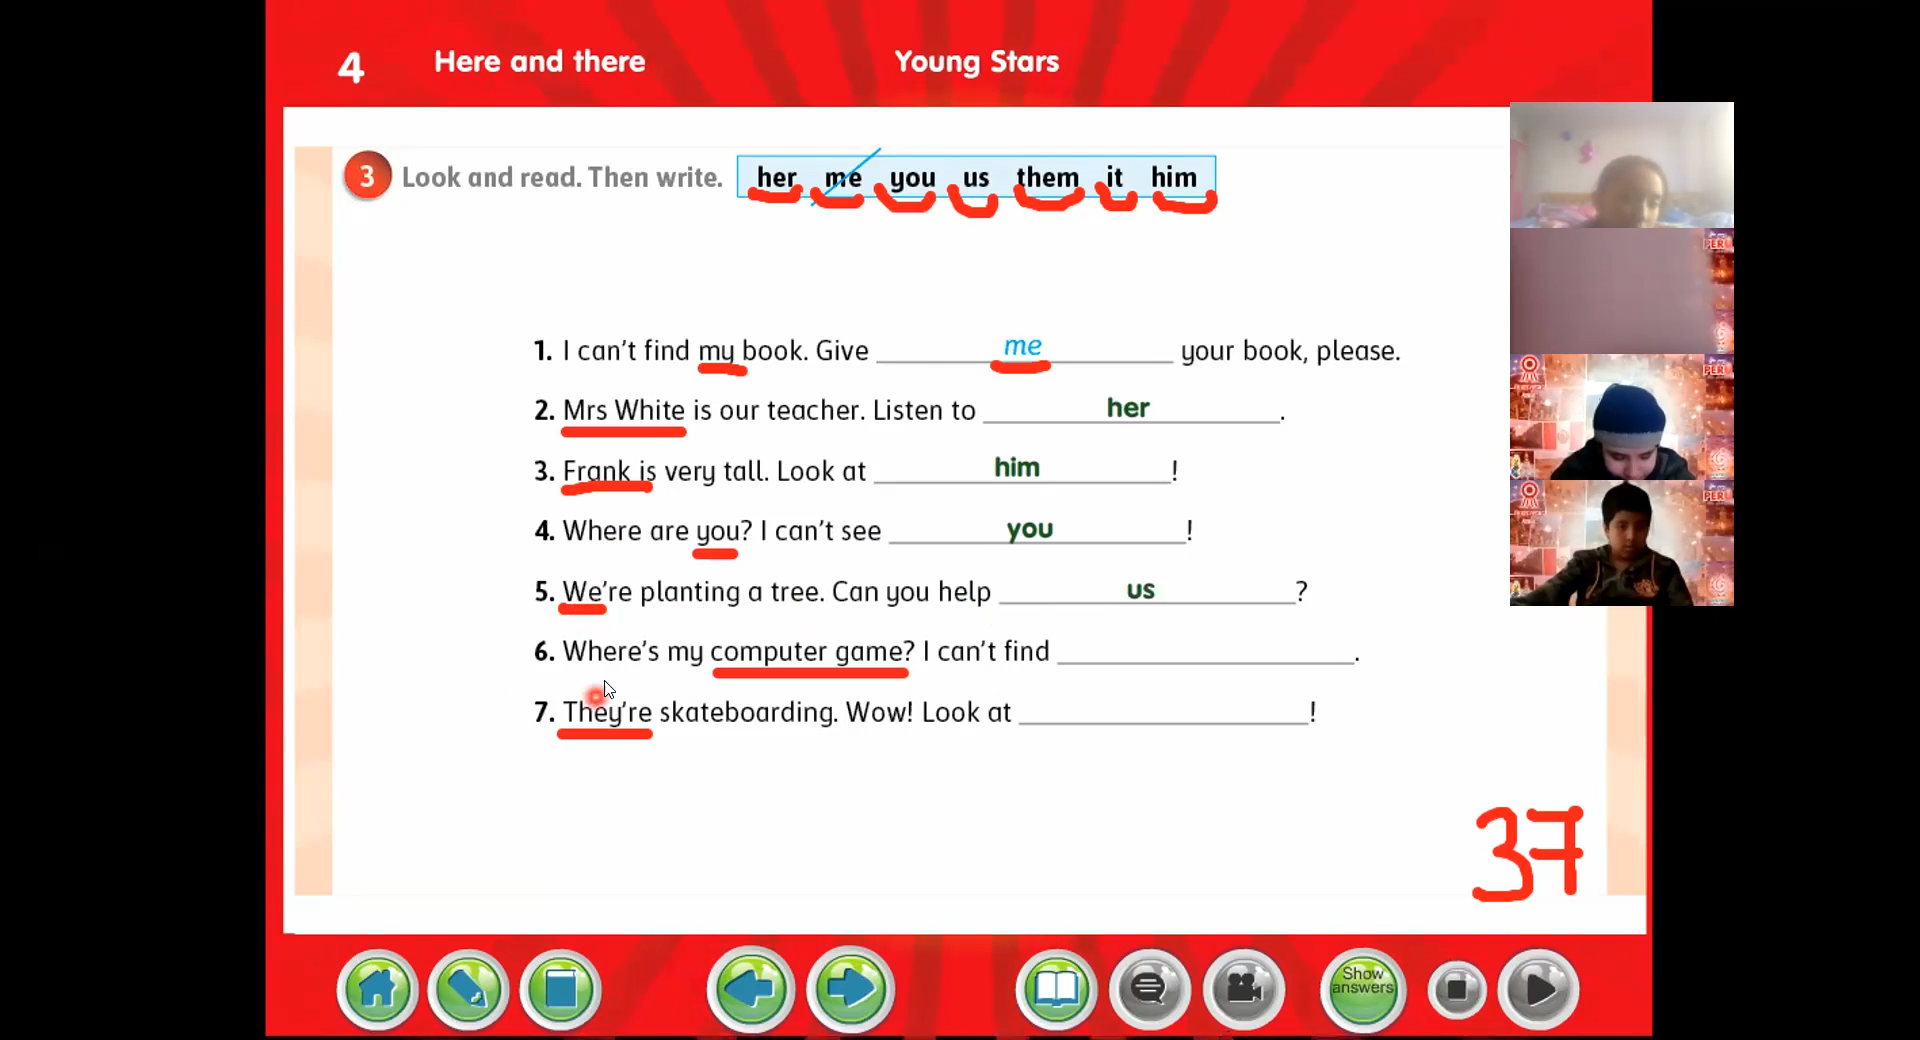 4 Here and there Young Stars
3 Look and read. Then write. her me you us them it him
1. I can't find my book. Give me your book, please.
2. Mrs White is our teacher. Listen to her.
3. Frank is very tall. Look at him!
4. Where are you? I can't see you!
5. We're planting a tree. Can you help us?
6. Where's my computer game? I can't find .
7. They're skateboarding. Wow! Look at !
37
PERU
PERU
PERU
Show
answers